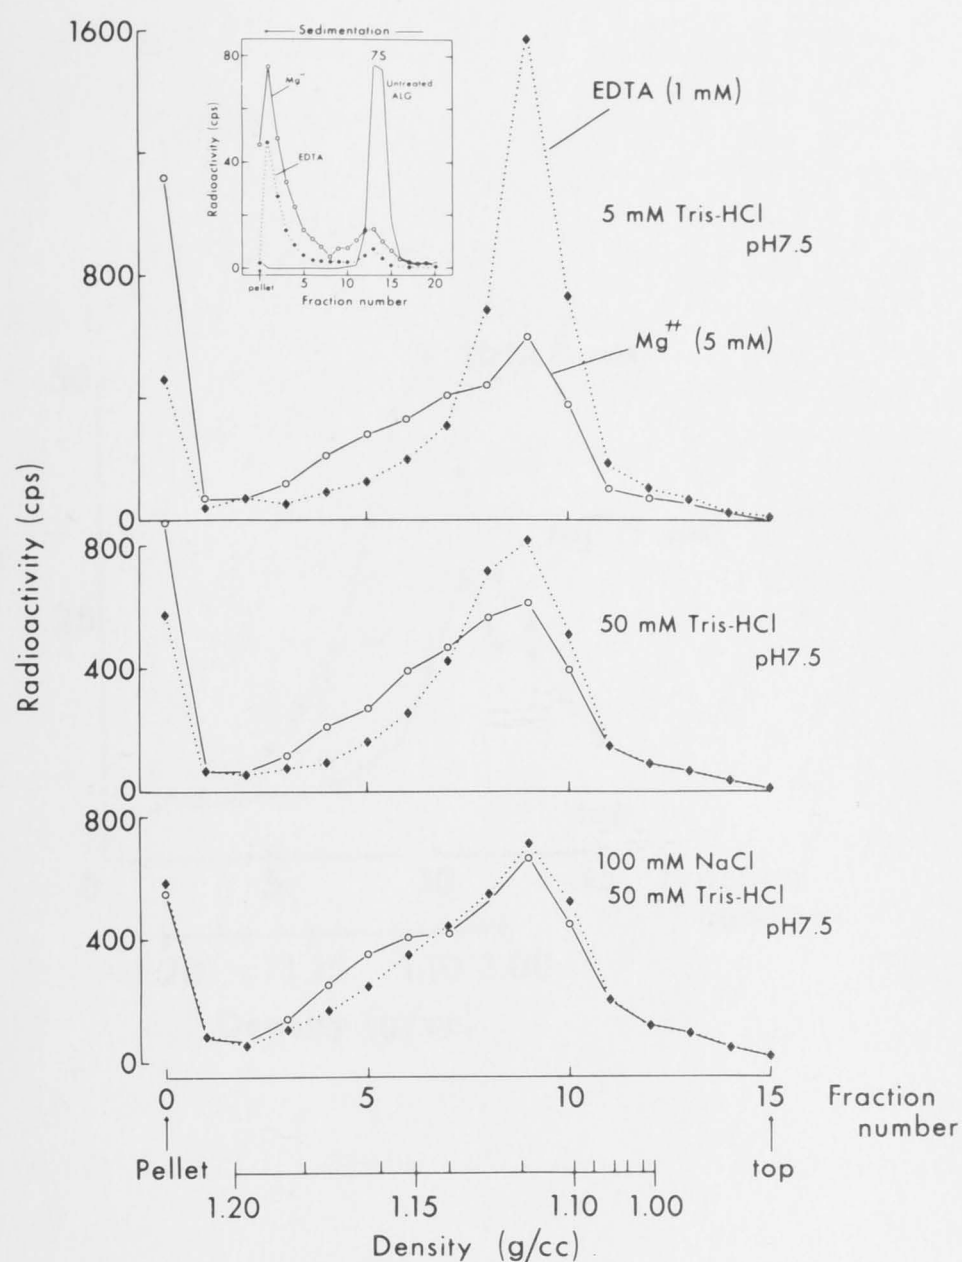 1600
800
0
Radioactivity (cps)
Sedimentation
80
40
0
Radioactivity (cps)
Mg
EDTA
7S
Untreated
ALG
pellet
5
10
15
20
Fraction number
EDTA (1 mM)
5 mM Tris-HCl
pH7.5
Mg++ (5 mM)
800
400
0
50 mM Tris-HCl
pH7.5
800
400
0
100 mM NaCl
50 mM Tris-HCl
pH7.5
0
5
10
15
Fraction
number
Pellet
top
1.20
1.15
1.10
1.00
Density (g/cc)